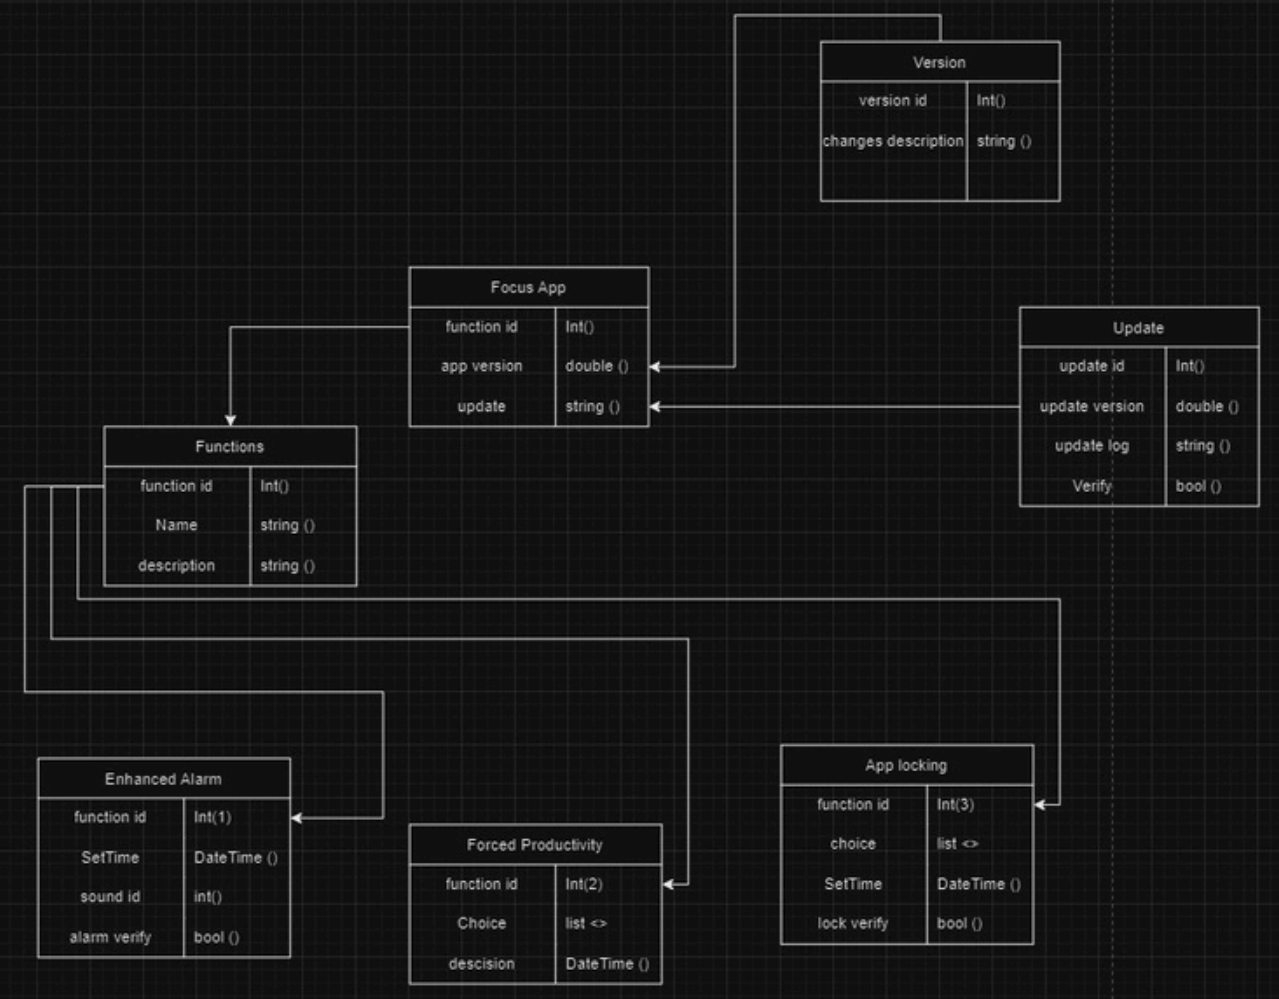 Version
version id Int()
changes description string ()
Focus App
function id Int()
app version double ()
update string ()
Update
update id Int()
update version double ()
update log string ()
Verify bool ()
Functions
function id Int()
Name string ()
description string ()
Enhanced Alarm
function id Int(1)
SetTime DateTime ()
sound id int()
alarm verify bool ()
Forced Productivity
function id Int(2)
Choice list <>
descision DateTime ()
App locking
function id Int(3)
choice list <>
SetTime DateTime ()
lock verify bool ()